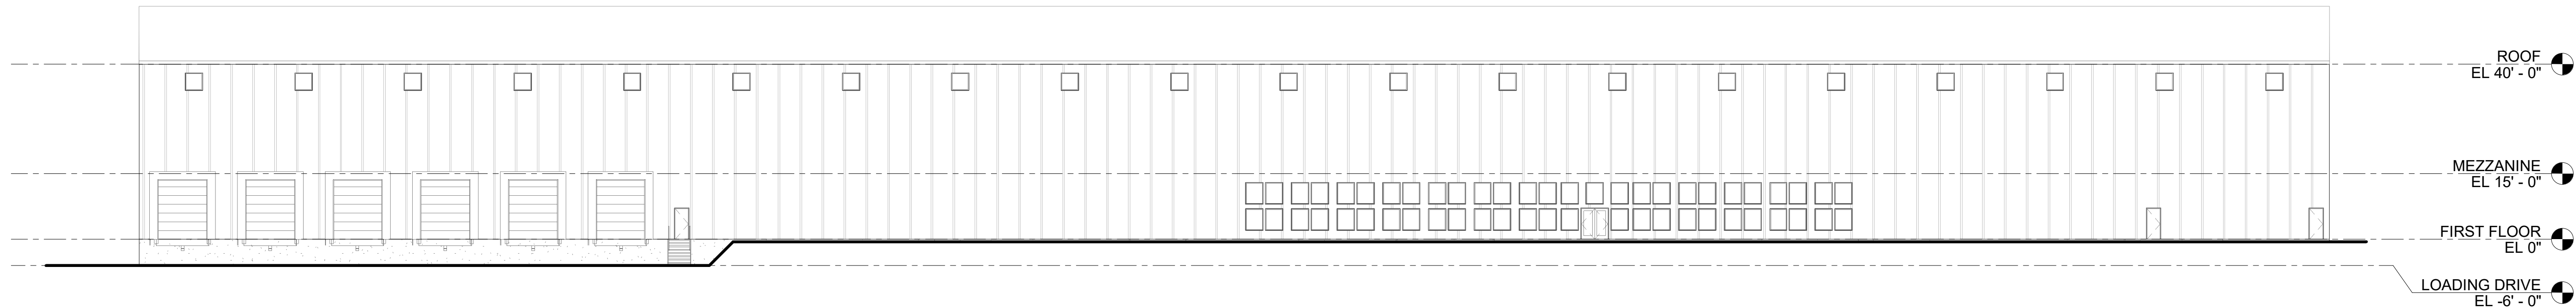 ROOF
EL 40' - 0"
MEZZANINE
EL 15' - 0"
FIRST FLOOR
EL 0"
LOADING DRIVE
EL -6' - 0"